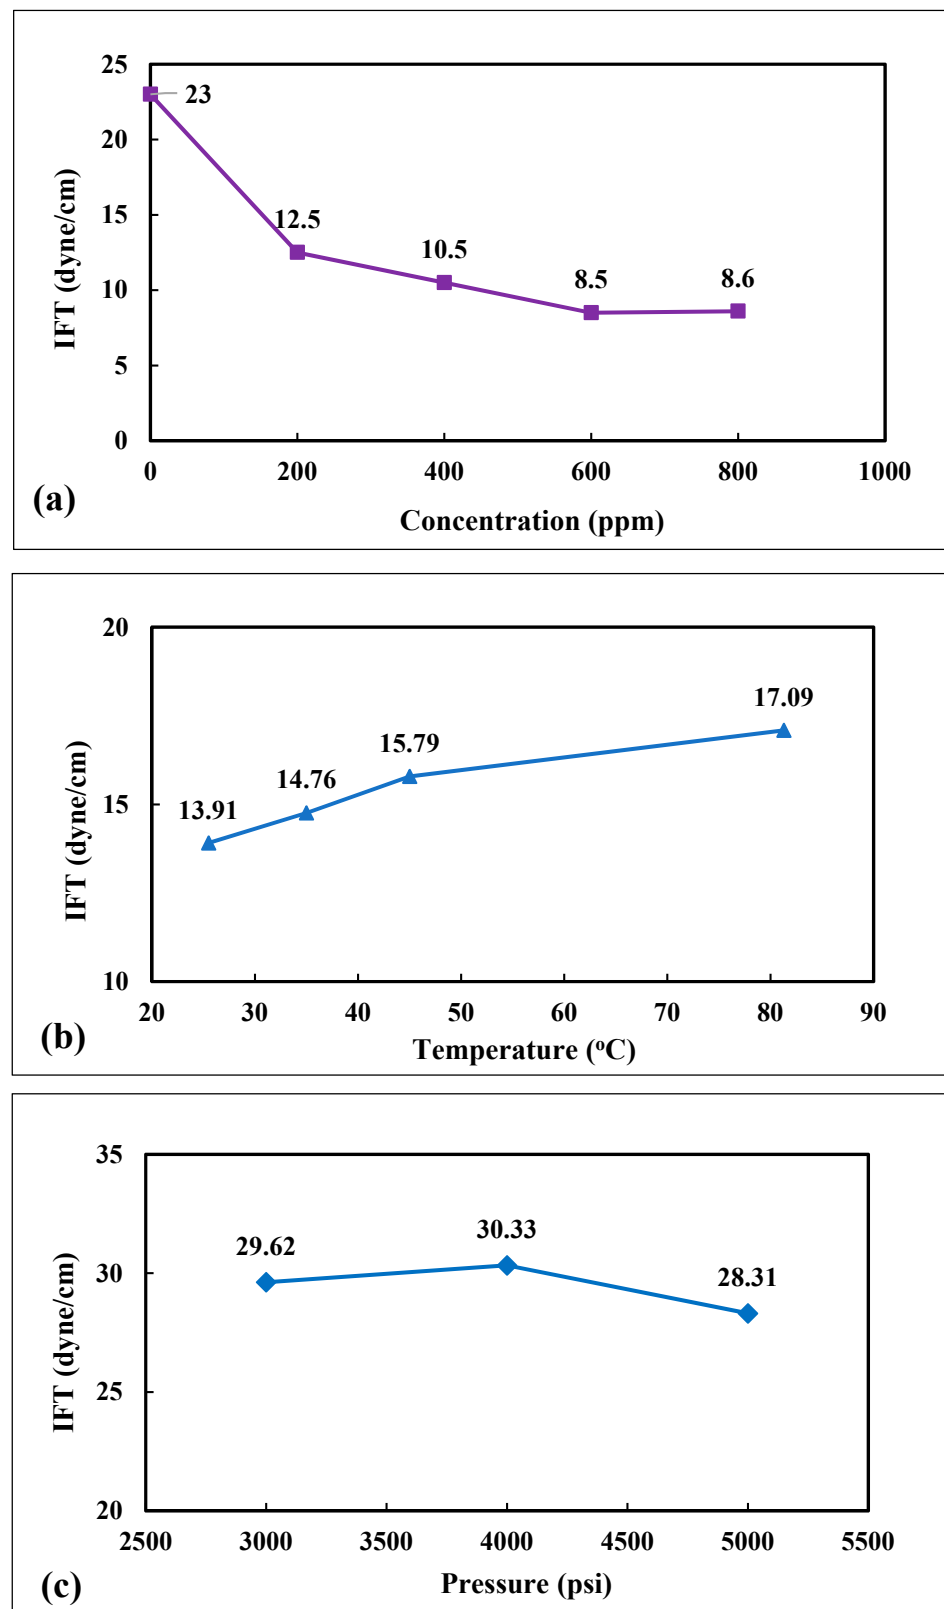 25
20
15
10
5
0
23
12.5
10.5
8.5
8.6
0 200 400 600 800 1000
IFT (dyne/cm)
Concentration (ppm)
(a)
20
15
10
13.91
14.76
15.79
17.09
20 30 40 50 60 70 80 90
IFT (dyne/cm)
Temperature (°C)
(b)
35
30
25
20
29.62
30.33
28.31
2500 3000 3500 4000 4500 5000 5500
IFT (dyne/cm)
Pressure (psi)
(c)